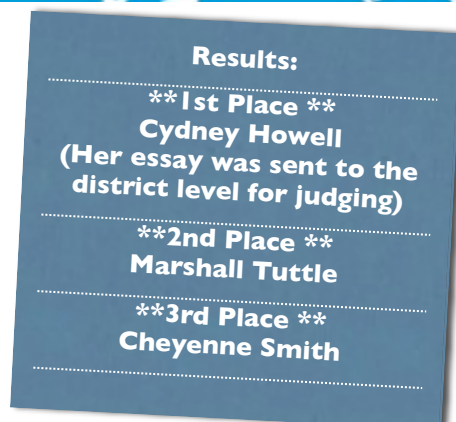 Results:
**1st Place **
Cydney Howell
(Her essay was sent to the
district level for judging)
**2nd Place **
Marshall Tuttle
**3rd Place **
Cheyenne Smith